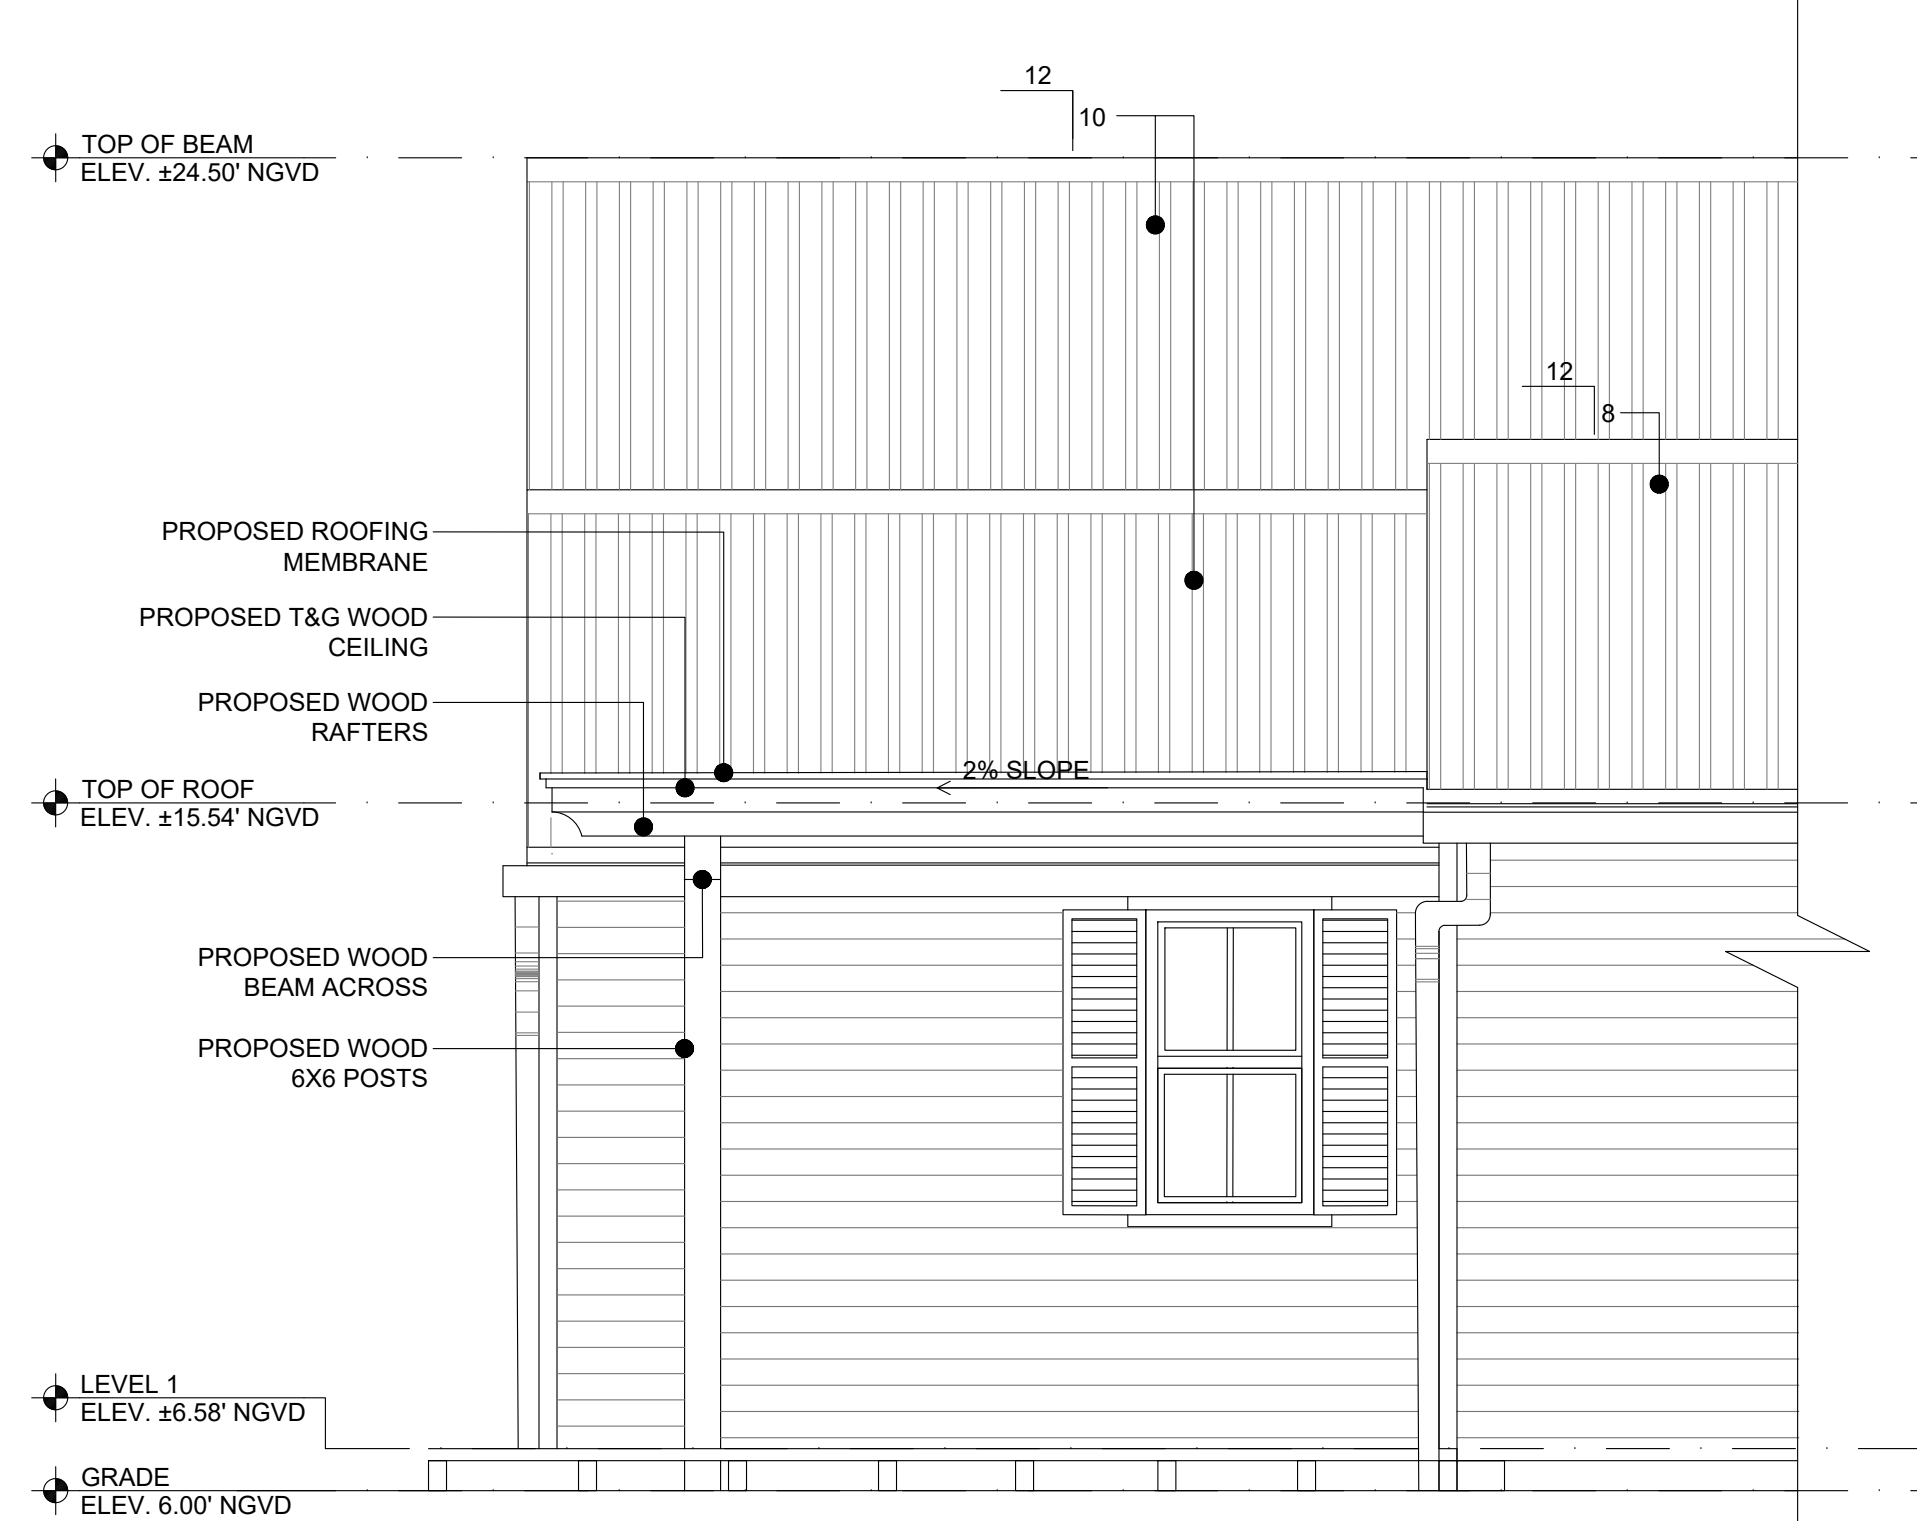 12
10
TOP OF BEAM
ELEV. ±24.50' NGVD
12
8
PROPOSED ROOFING
MEMBRANE
PROPOSED T&G WOOD
CEILING
PROPOSED WOOD
RAFTERS
2% SLOPE
TOP OF ROOF
ELEV. ±15.54' NGVD
PROPOSED WOOD
BEAM ACROSS
PROPOSED WOOD
6X6 POSTS
LEVEL 1
ELEV. ±6.58' NGVD
GRADE
ELEV. 6.00' NGVD